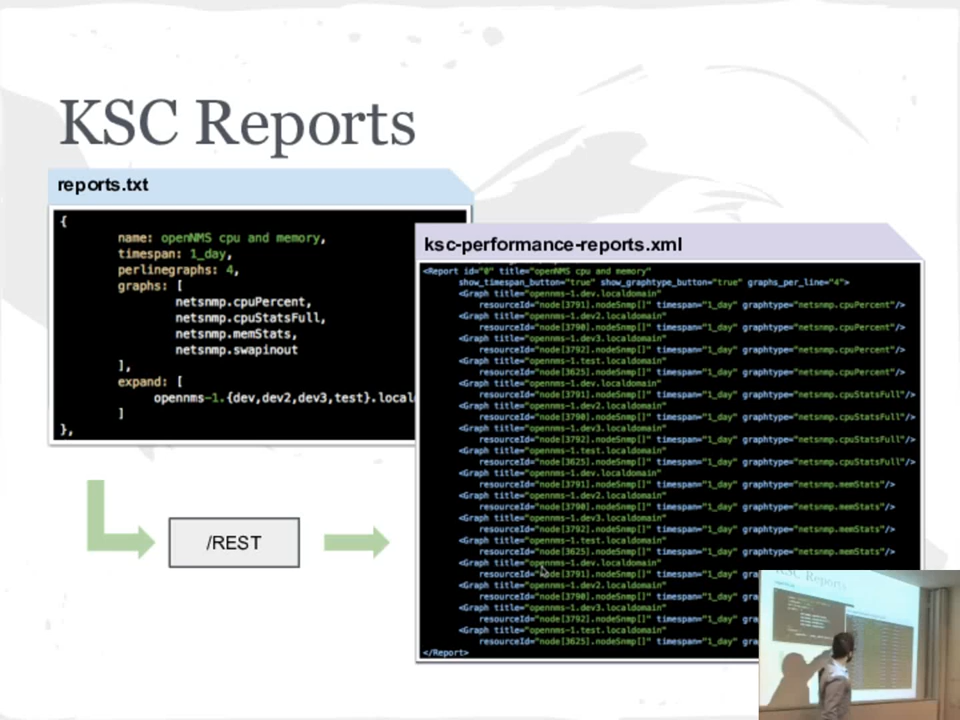 KSC Reports
reports.txt
{
name: openNMS cpu and memory,
timespan: 1_day,
perlinegraphs: 4,
graphs: [
netsnmp.cpuPercent,
netsnmp.cpuStatsFull,
netsnmp.memStats,
netsnmp.swapinout
],
expand: [
opennms-1.{dev,dev2,dev3,test}.local
]
},
/REST
ksc-performance-reports.xml
<Report id="0" title="openNMS cpu and memory"
show_timespan_button="true" show_graphtype_button="true" graphs_per_line="4">
<Graph title="opennms-1.dev.localdomain"
resourceId="node[3791].nodeSnmp[]" timespan="1_day" graphtype="netsnmp.cpuPercent"/>
<Graph title="opennms-1.dev2.localdomain"
resourceId="node[3790].nodeSnmp[]" timespan="1_day" graphtype="netsnmp.cpuPercent"/>
<Graph title="opennms-1.dev3.localdomain"
resourceId="node[3792].nodeSnmp[]" timespan="1_day" graphtype="netsnmp.cpuPercent"/>
<Graph title="opennms-1.test.localdomain"
resourceId="node[3625].nodeSnmp[]" timespan="1_day" graphtype="netsnmp.cpuPercent"/>
<Graph title="opennms-1.dev.localdomain"
resourceId="node[3791].nodeSnmp[]" timespan="1_day" graphtype="netsnmp.cpuStatsFull"/>
<Graph title="opennms-1.dev2.localdomain"
resourceId="node[3790].nodeSnmp[]" timespan="1_day" graphtype="netsnmp.cpuStatsFull"/>
<Graph title="opennms-1.dev3.localdomain"
resourceId="node[3792].nodeSnmp[]" timespan="1_day" graphtype="netsnmp.cpuStatsFull"/>
<Graph title="opennms-1.test.localdomain"
resourceId="node[3625].nodeSnmp[]" timespan="1_day" graphtype="netsnmp.cpuStatsFull"/>
<Graph title="opennms-1.dev.localdomain"
resourceId="node[3791].nodeSnmp[]" timespan="1_day" graphtype="netsnmp.memStats"/>
<Graph title="opennms-1.dev2.localdomain"
resourceId="node[3790].nodeSnmp[]" timespan="1_day" graphtype="netsnmp.memStats"/>
<Graph title="opennms-1.dev3.localdomain"
resourceId="node[3792].nodeSnmp[]" timespan="1_day" graphtype="netsnmp.memStats"/>
<Graph title="opennms-1.test.localdomain"
resourceId="node[3625].nodeSnmp[]" timespan="1_day" graphtype="netsnmp.memStats"/>
<Graph title="opennms-1.dev.localdomain"
resourceId="node[3791].nodeSnmp[]" timespan="1_day" gra
<Graph title="opennms-1.dev2.localdomain"
resourceId="node[3790].nodeSnmp[]" timespan="1_day" gra
<Graph title="opennms-1.dev3.localdomain"
resourceId="node[3792].nodeSnmp[]" timespan="1_day" gra
<Graph title="opennms-1.test.localdomain"
resourceId="node[3625].nodeSnmp[]" timespan="1_day" gra
</Report>
KSC Reports